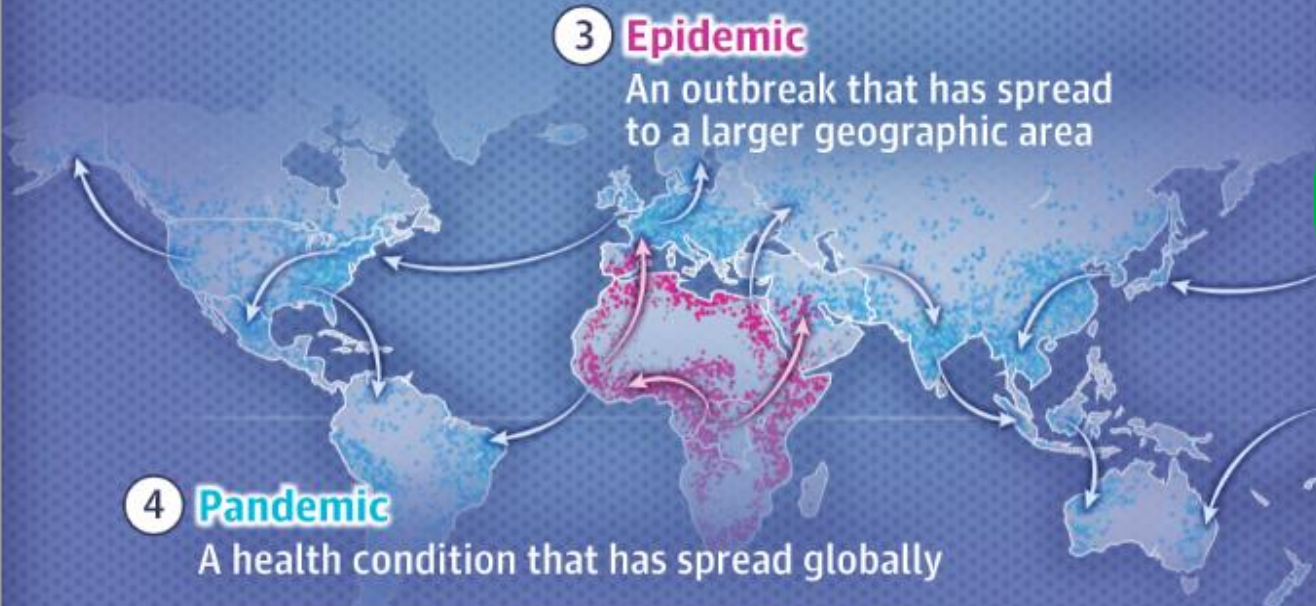 3 Epidemic
An outbreak that has spread
to a larger geographic area
4 Pandemic
A health condition that has spread globally